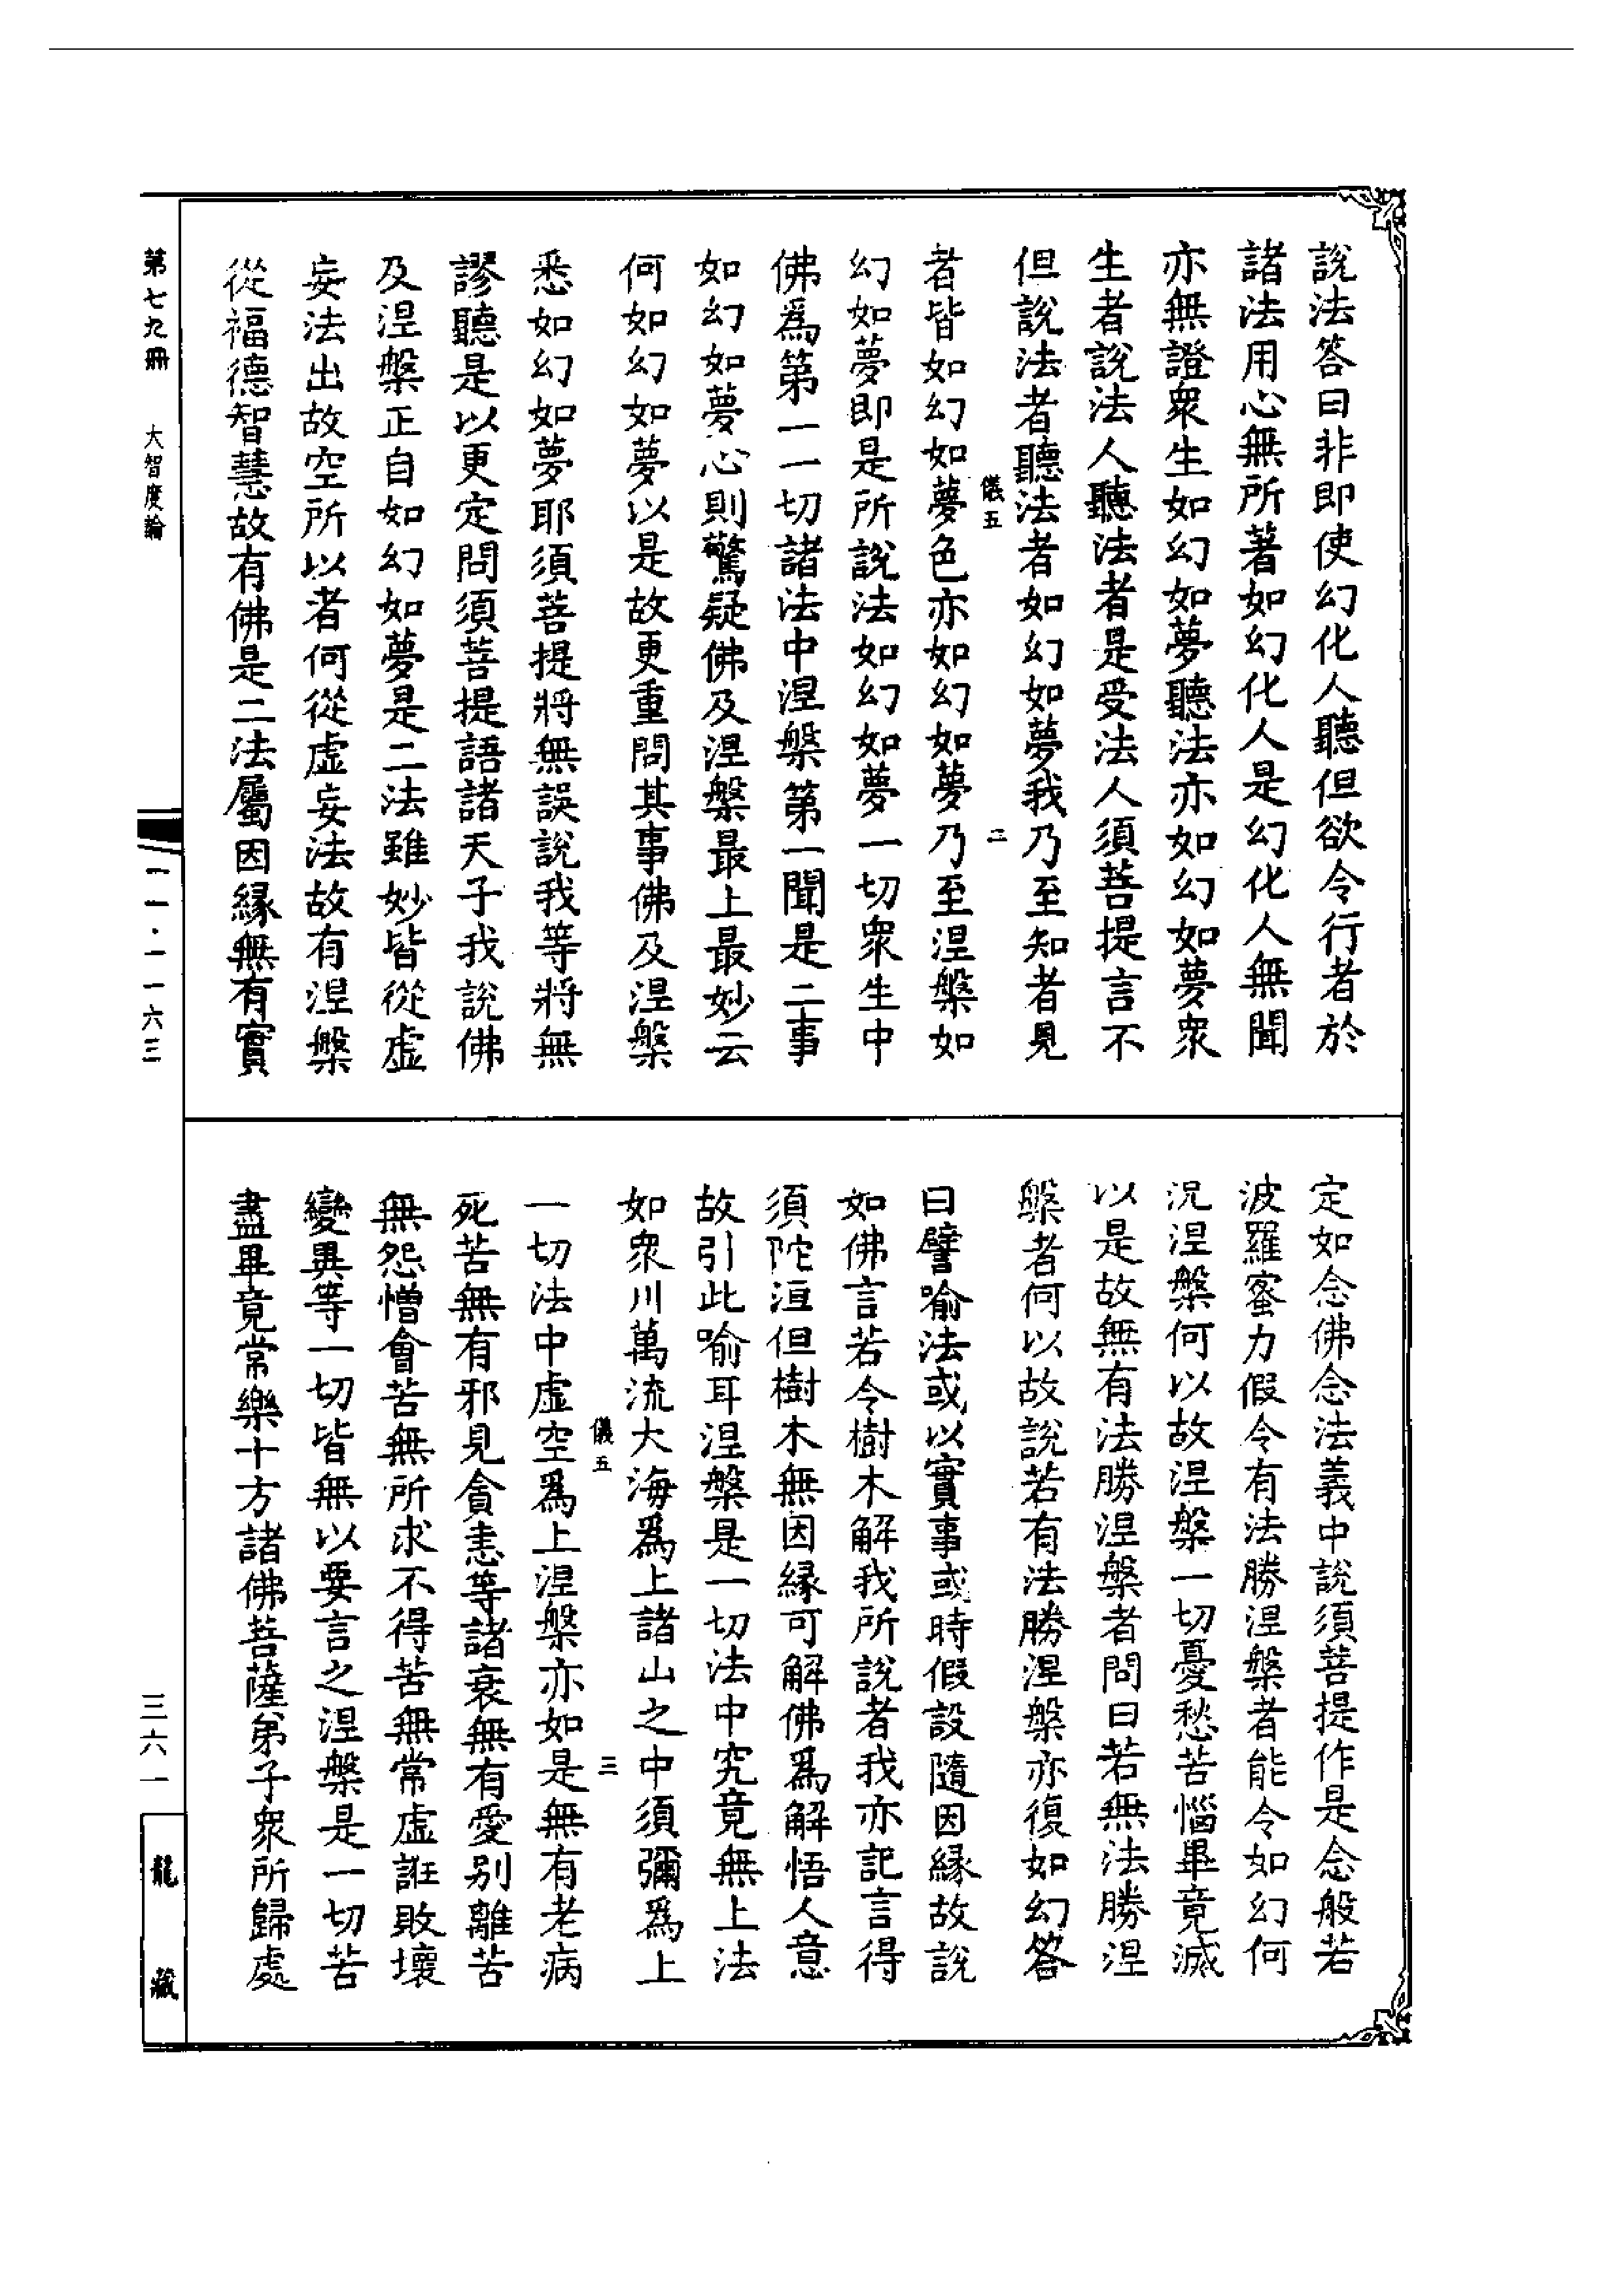 說法答曰非即使幻化人聽但欲令行者於
諸法用心無所著如幻化人是幻化人無聞
亦無證衆生如幻如夢聽法亦如幻如夢衆
生者說法人聽法者是受法人須菩提言不
但說法者聽法者如幻如夢我乃至知者見
儀五
二
者皆如幻如夢色亦如幻如夢乃至涅槃如
幻如夢即是所說法如幻如夢一切衆生中
佛爲第一一切諸法中涅槃第一聞是二事
如幻如夢心則驚疑佛及涅槃最上最妙云
何如幻如夢以是故更重問其事佛及涅槃
悉如幻如夢耶須菩提將無誤說我等將無
謬聽是以更定問須菩提語諸天子我說佛
及涅槃正自如幻如夢是二法雖妙皆從虛
妄法出故空所以者何從虛妄法故有涅槃
從福德智慧故有佛是二法屬因緣無有實
定如念佛念法義中說須菩提作是念般若
波羅蜜力假令有法勝涅槃者能令如幻何
況涅槃何以故涅槃一切憂愁苦惱畢竟滅
以是故無有法勝涅槃者問曰若無法勝涅
槃者何以故說若有法勝涅槃亦復如幻答
曰譬喻法或以實事或時假設隨因緣故說
如佛言若令樹木解我所說者我亦記言得
須陀洹但樹木無因緣可解佛爲解悟人意
故引此喻耳涅槃是一切法中究竟無上法
如衆川萬流大海爲上諸山之中須彌爲上
儀五
三
一切法中虛空爲上涅槃亦如是無有老病
死苦無有邪見貪恚等諸衰無有愛別離苦
無怨憎會苦無所求不得苦無常虛誑敗壞
變異等一切皆無以要言之涅槃是一切苦
盡畢竟常樂十方諸佛菩薩弟子衆所歸處
第七九冊
大智度論
二一·一一六三
三六一
龍藏